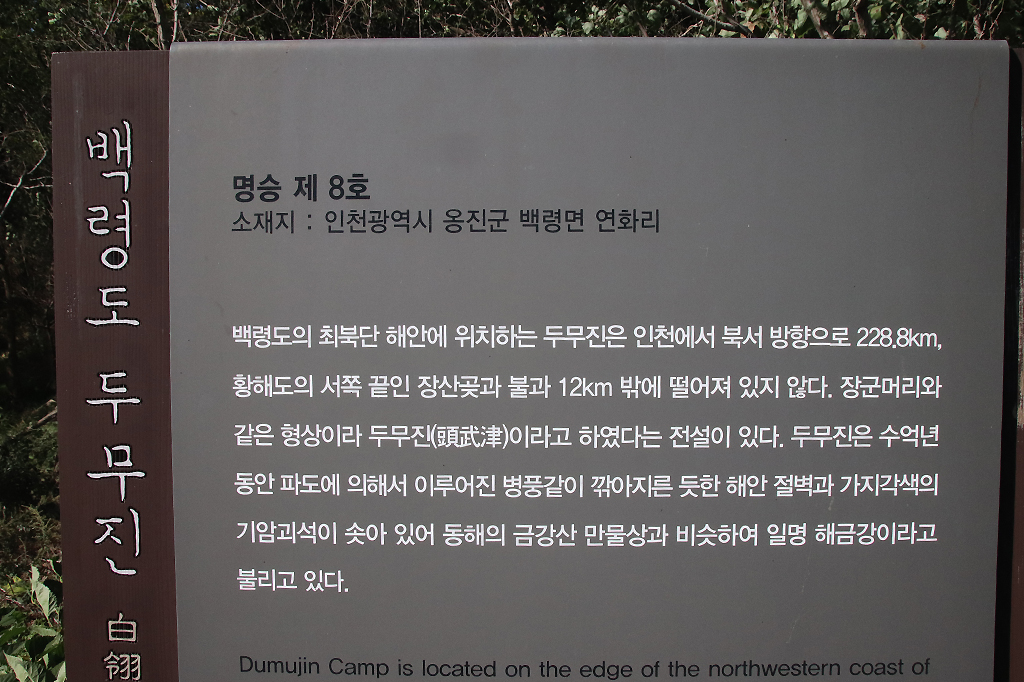 백령도 두무진 白翎
명승 제 8호
소재지 : 인천광역시 옹진군 백령면 연화리
백령도의 최북단 해안에 위치하는 두무진은 인천에서 북서 방향으로 228.8km,
황해도의 서쪽 끝인 장산곶과 불과 12km 밖에 떨어져 있지 않다. 장군머리와
같은 형상이라 두무진(頭武津)이라고 하였다는 전설이 있다. 두무진은 수억년
동안 파도에 의해서 이루어진 병풍같이 깎아지른 듯한 해안 절벽과 가지각색의
기암괴석이 솟아 있어 동해의 금강산 만물상과 비슷하여 일명 해금강이라고
불리고 있다.
Dumujin Camp is located on the edge of the northwestern coast of